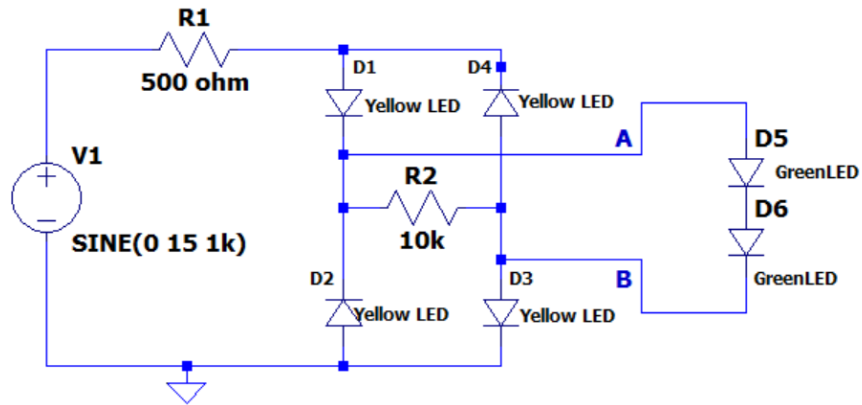 R1
500 ohm
D1
D4
Yellow LED
Yellow LED
A
D5
GreenLED
V1
R2
D6
SINE(0 15 1k)
10k
D2
D3
B
GreenLED
Yellow LED
Yellow LED